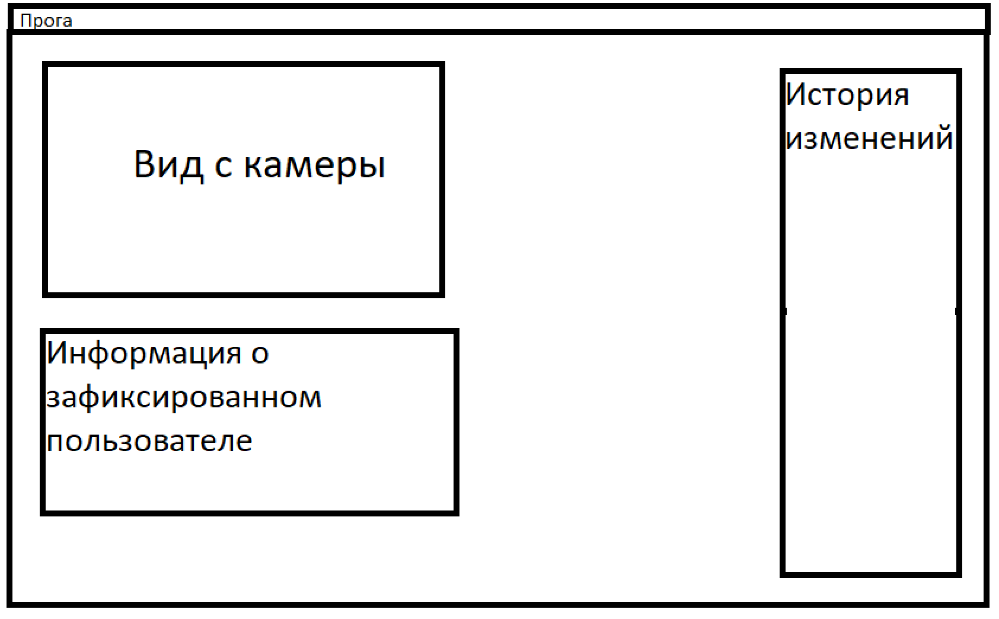 Прога
Вид с камеры
История
изменений
Информация о
зафиксированном
пользователе